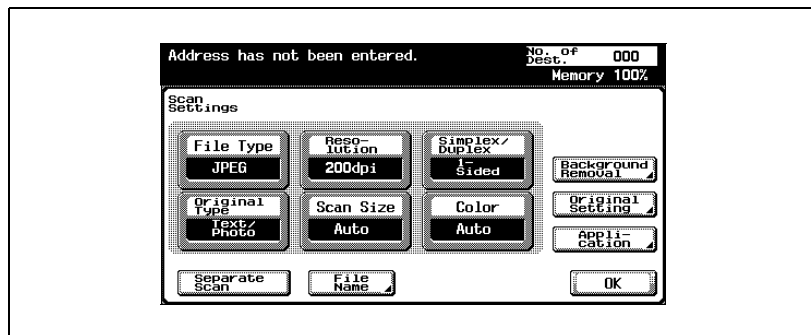 Address has not been entered.
No. of
Dest.
000
Memory 100%
Scan
Settings
File Type
JPEG
Reso-
lution
200dpi
Simplex/
Duplex
1-
Sided
Background
Removal
Original
Type
Text/
Photo
Scan Size
Auto
Color
Auto
Original
Setting
Appli-
cation
Separate
Scan
File
Name
OK